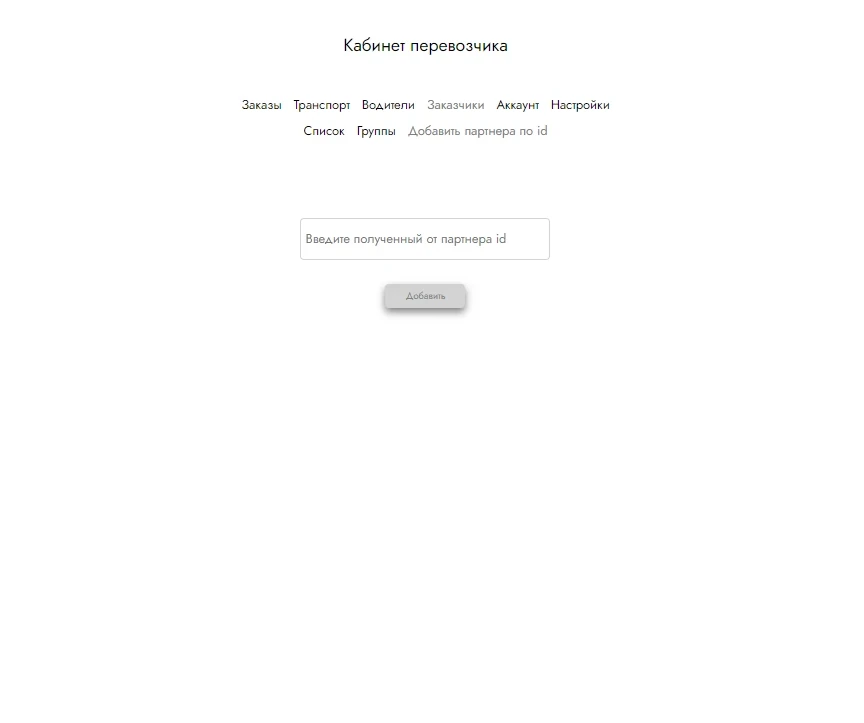 Кабинет перевозчика
Заказы Транспорт Водители Заказчики Аккаунт Настройки
Список Группы Добавить партнера по id
Введите полученный от партнера id
Добавить